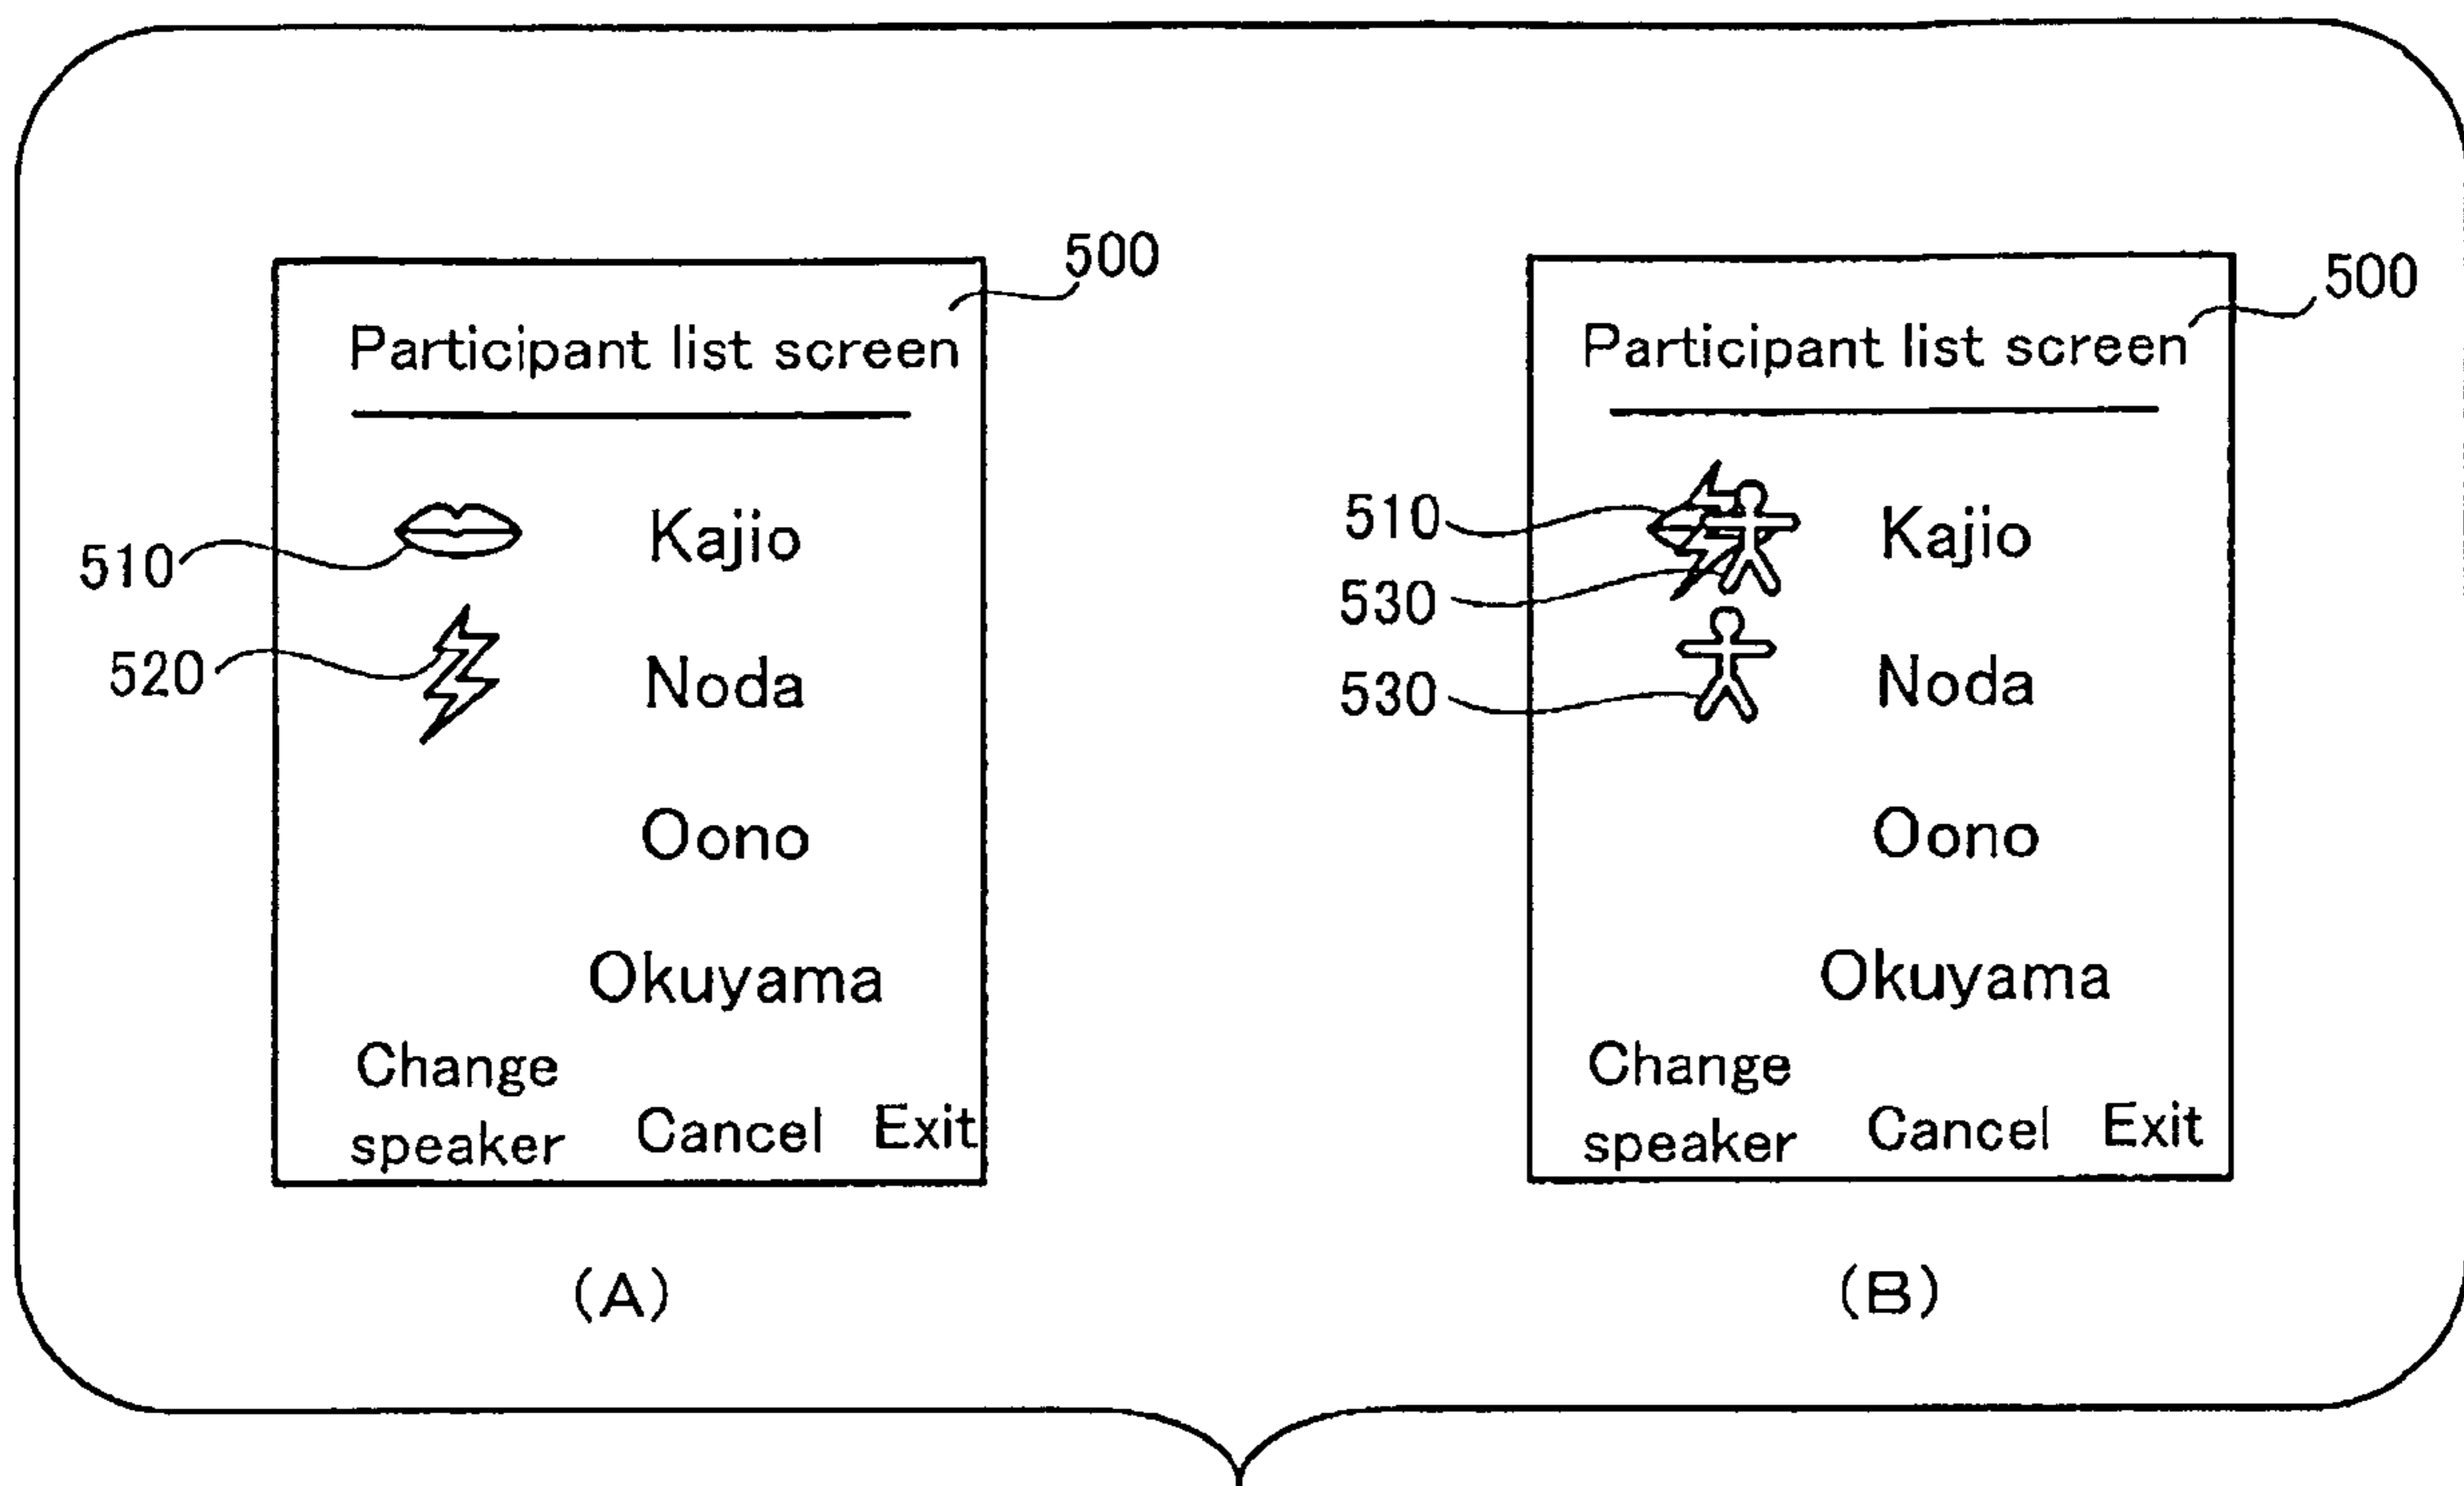 500
Participant list screen
510
Kajio
520
Noda
Oono
Okuyama
Change
speaker
Cancel
Exit
(A)
500
Participant list screen
510
Kajio
530
530
Noda
Oono
Okuyama
Change
speaker
Cancel
Exit
(B)